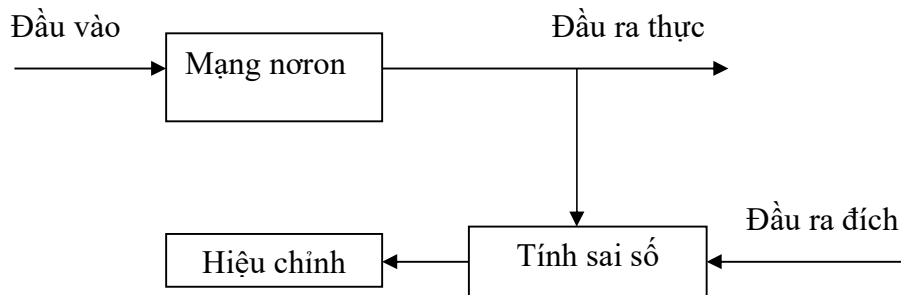 Đầu vào
Đầu ra thực
Mạng nơron
Đầu ra đích
Tính sai số
Hiệu chỉnh